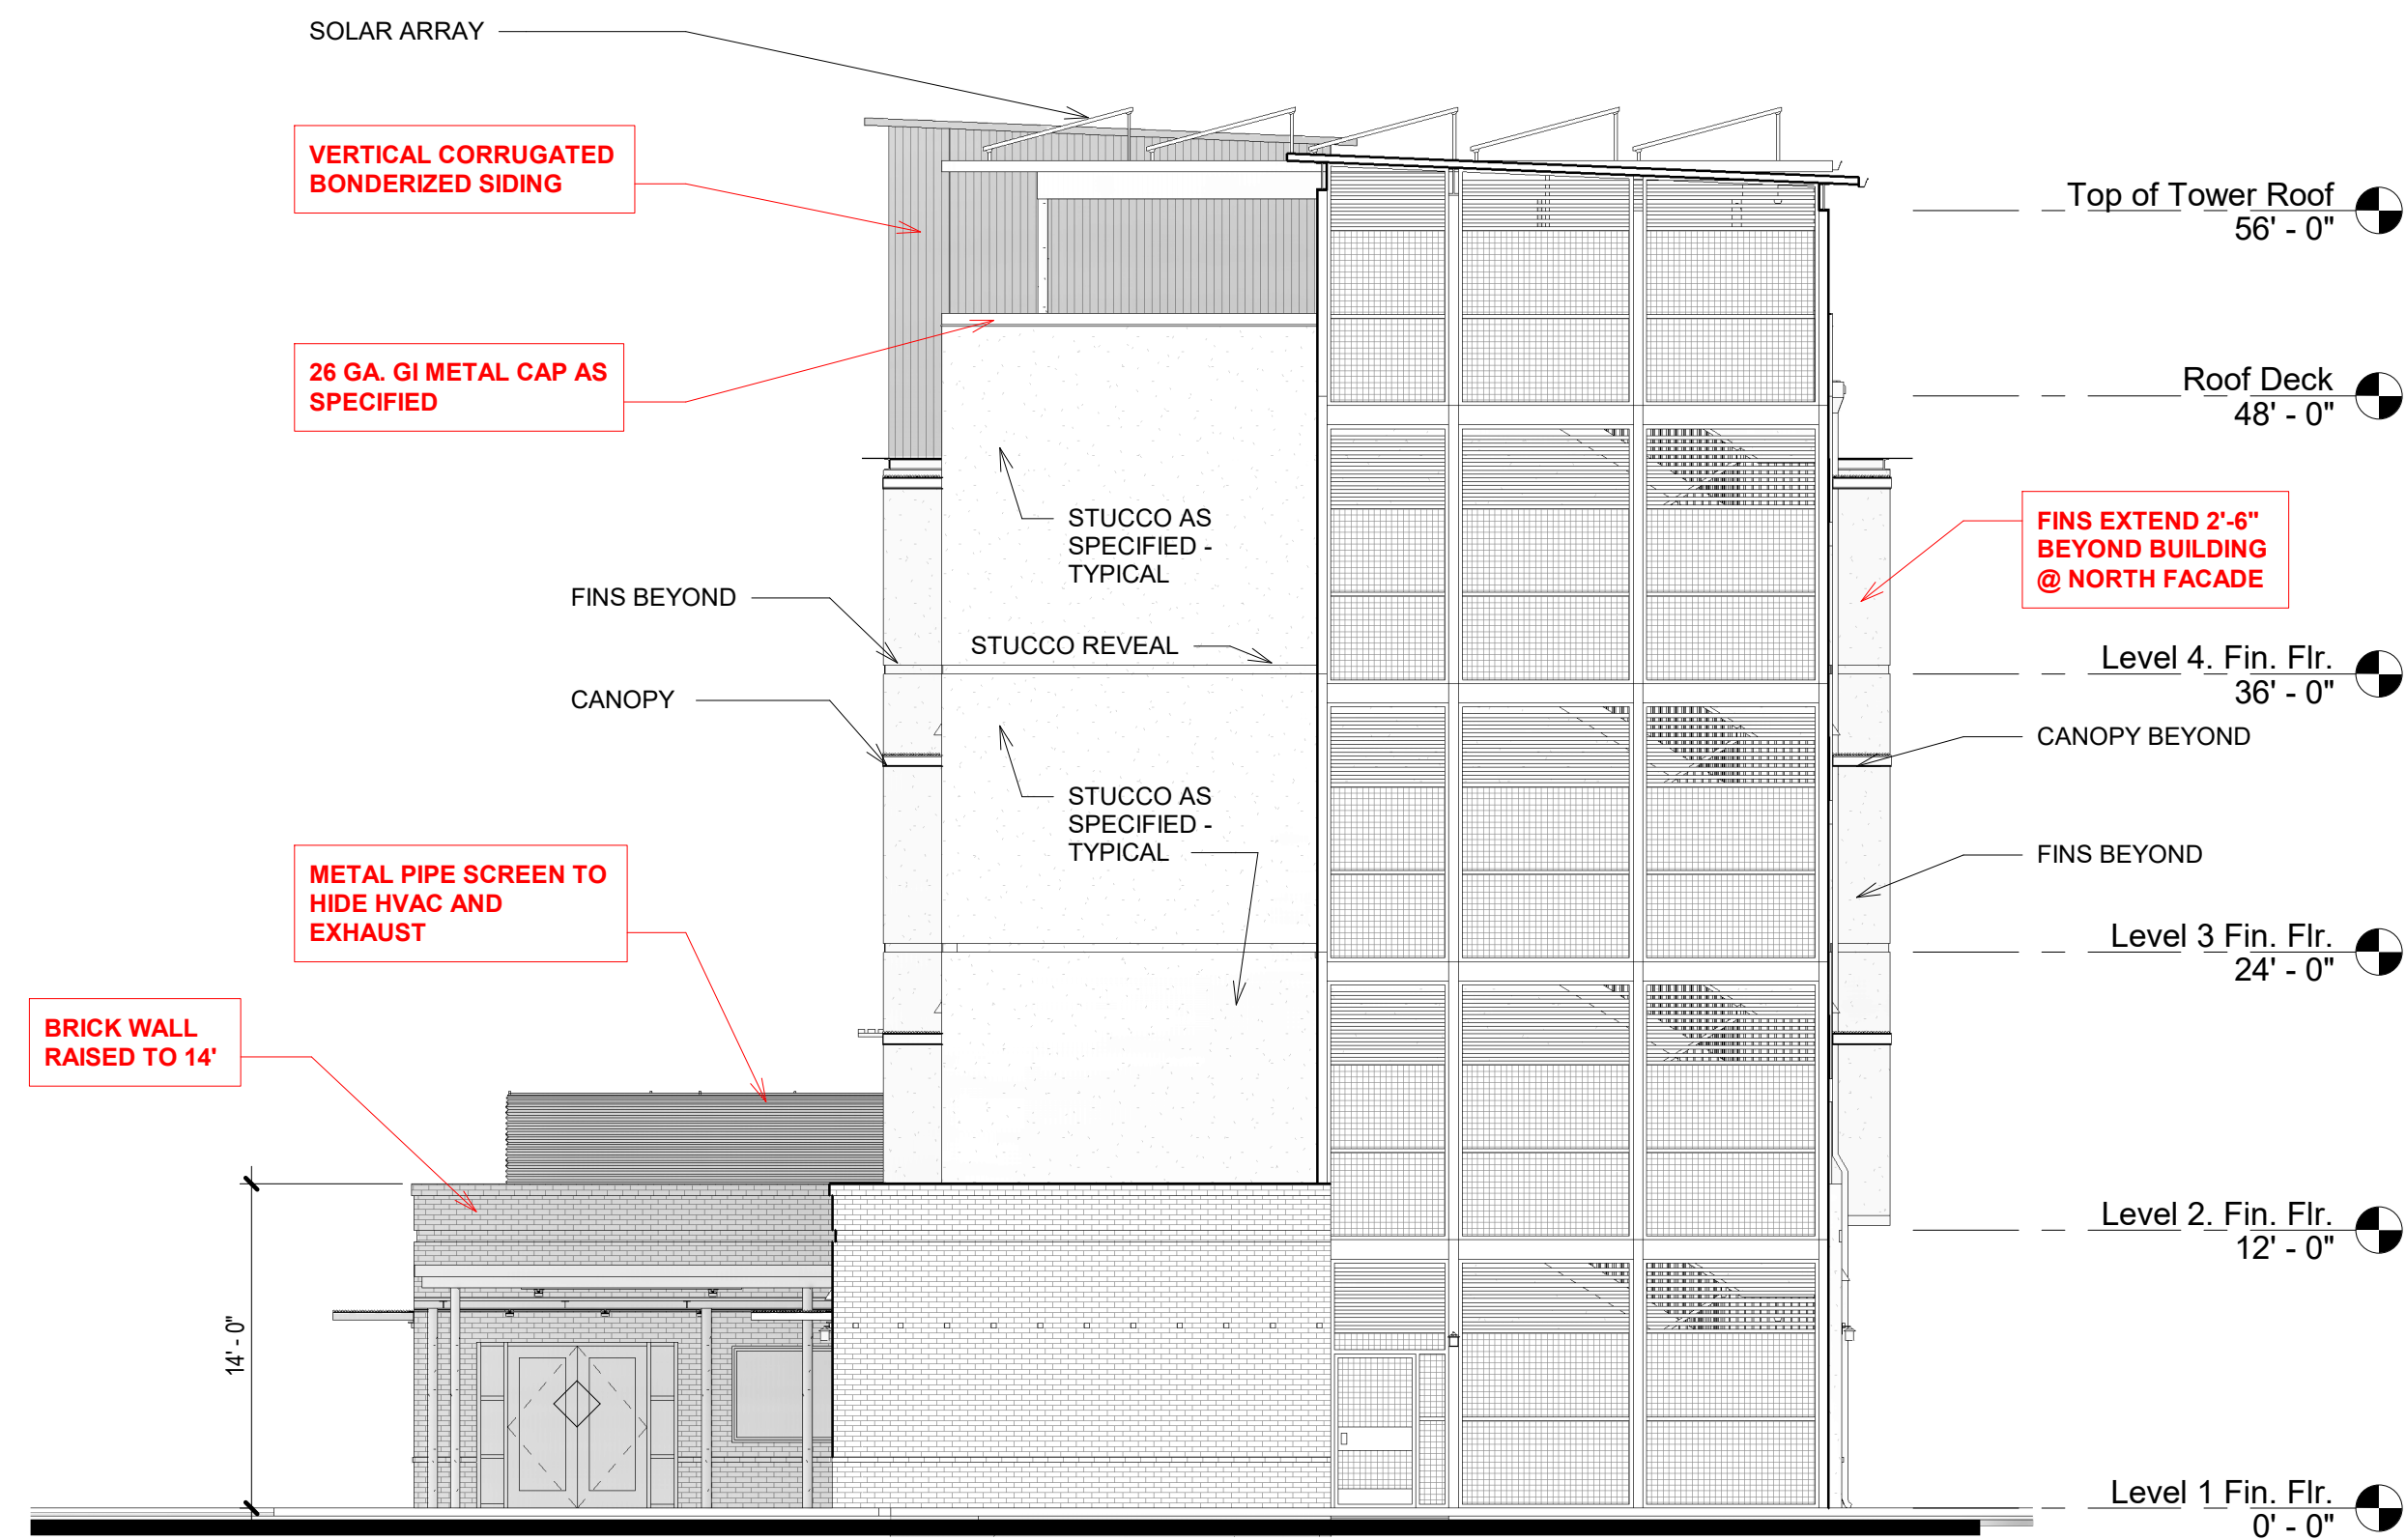 SOLAR ARRAY
VERTICAL CORRUGATED
BONDERIZED SIDING
Top of Tower Roof
56' - 0"
26 GA. GI METAL CAP AS
SPECIFIED
Roof Deck
48' - 0"
STUCCO AS
SPECIFIED -
TYPICAL
FINS EXTEND 2'-6"
BEYOND BUILDING
@ NORTH FACADE
FINS BEYOND
STUCCO REVEAL
Level 4. Fin. Flr.
36' - 0"
CANOPY
CANOPY BEYOND
STUCCO AS
SPECIFIED -
TYPICAL
FINS BEYOND
METAL PIPE SCREEN TO
HIDE HVAC AND
EXHAUST
Level 3 Fin. Flr.
24' - 0"
BRICK WALL
RAISED TO 14'
Level 2. Fin. Flr.
12' - 0"
14' - 0"
Level 1 Fin. Flr.
0' - 0"